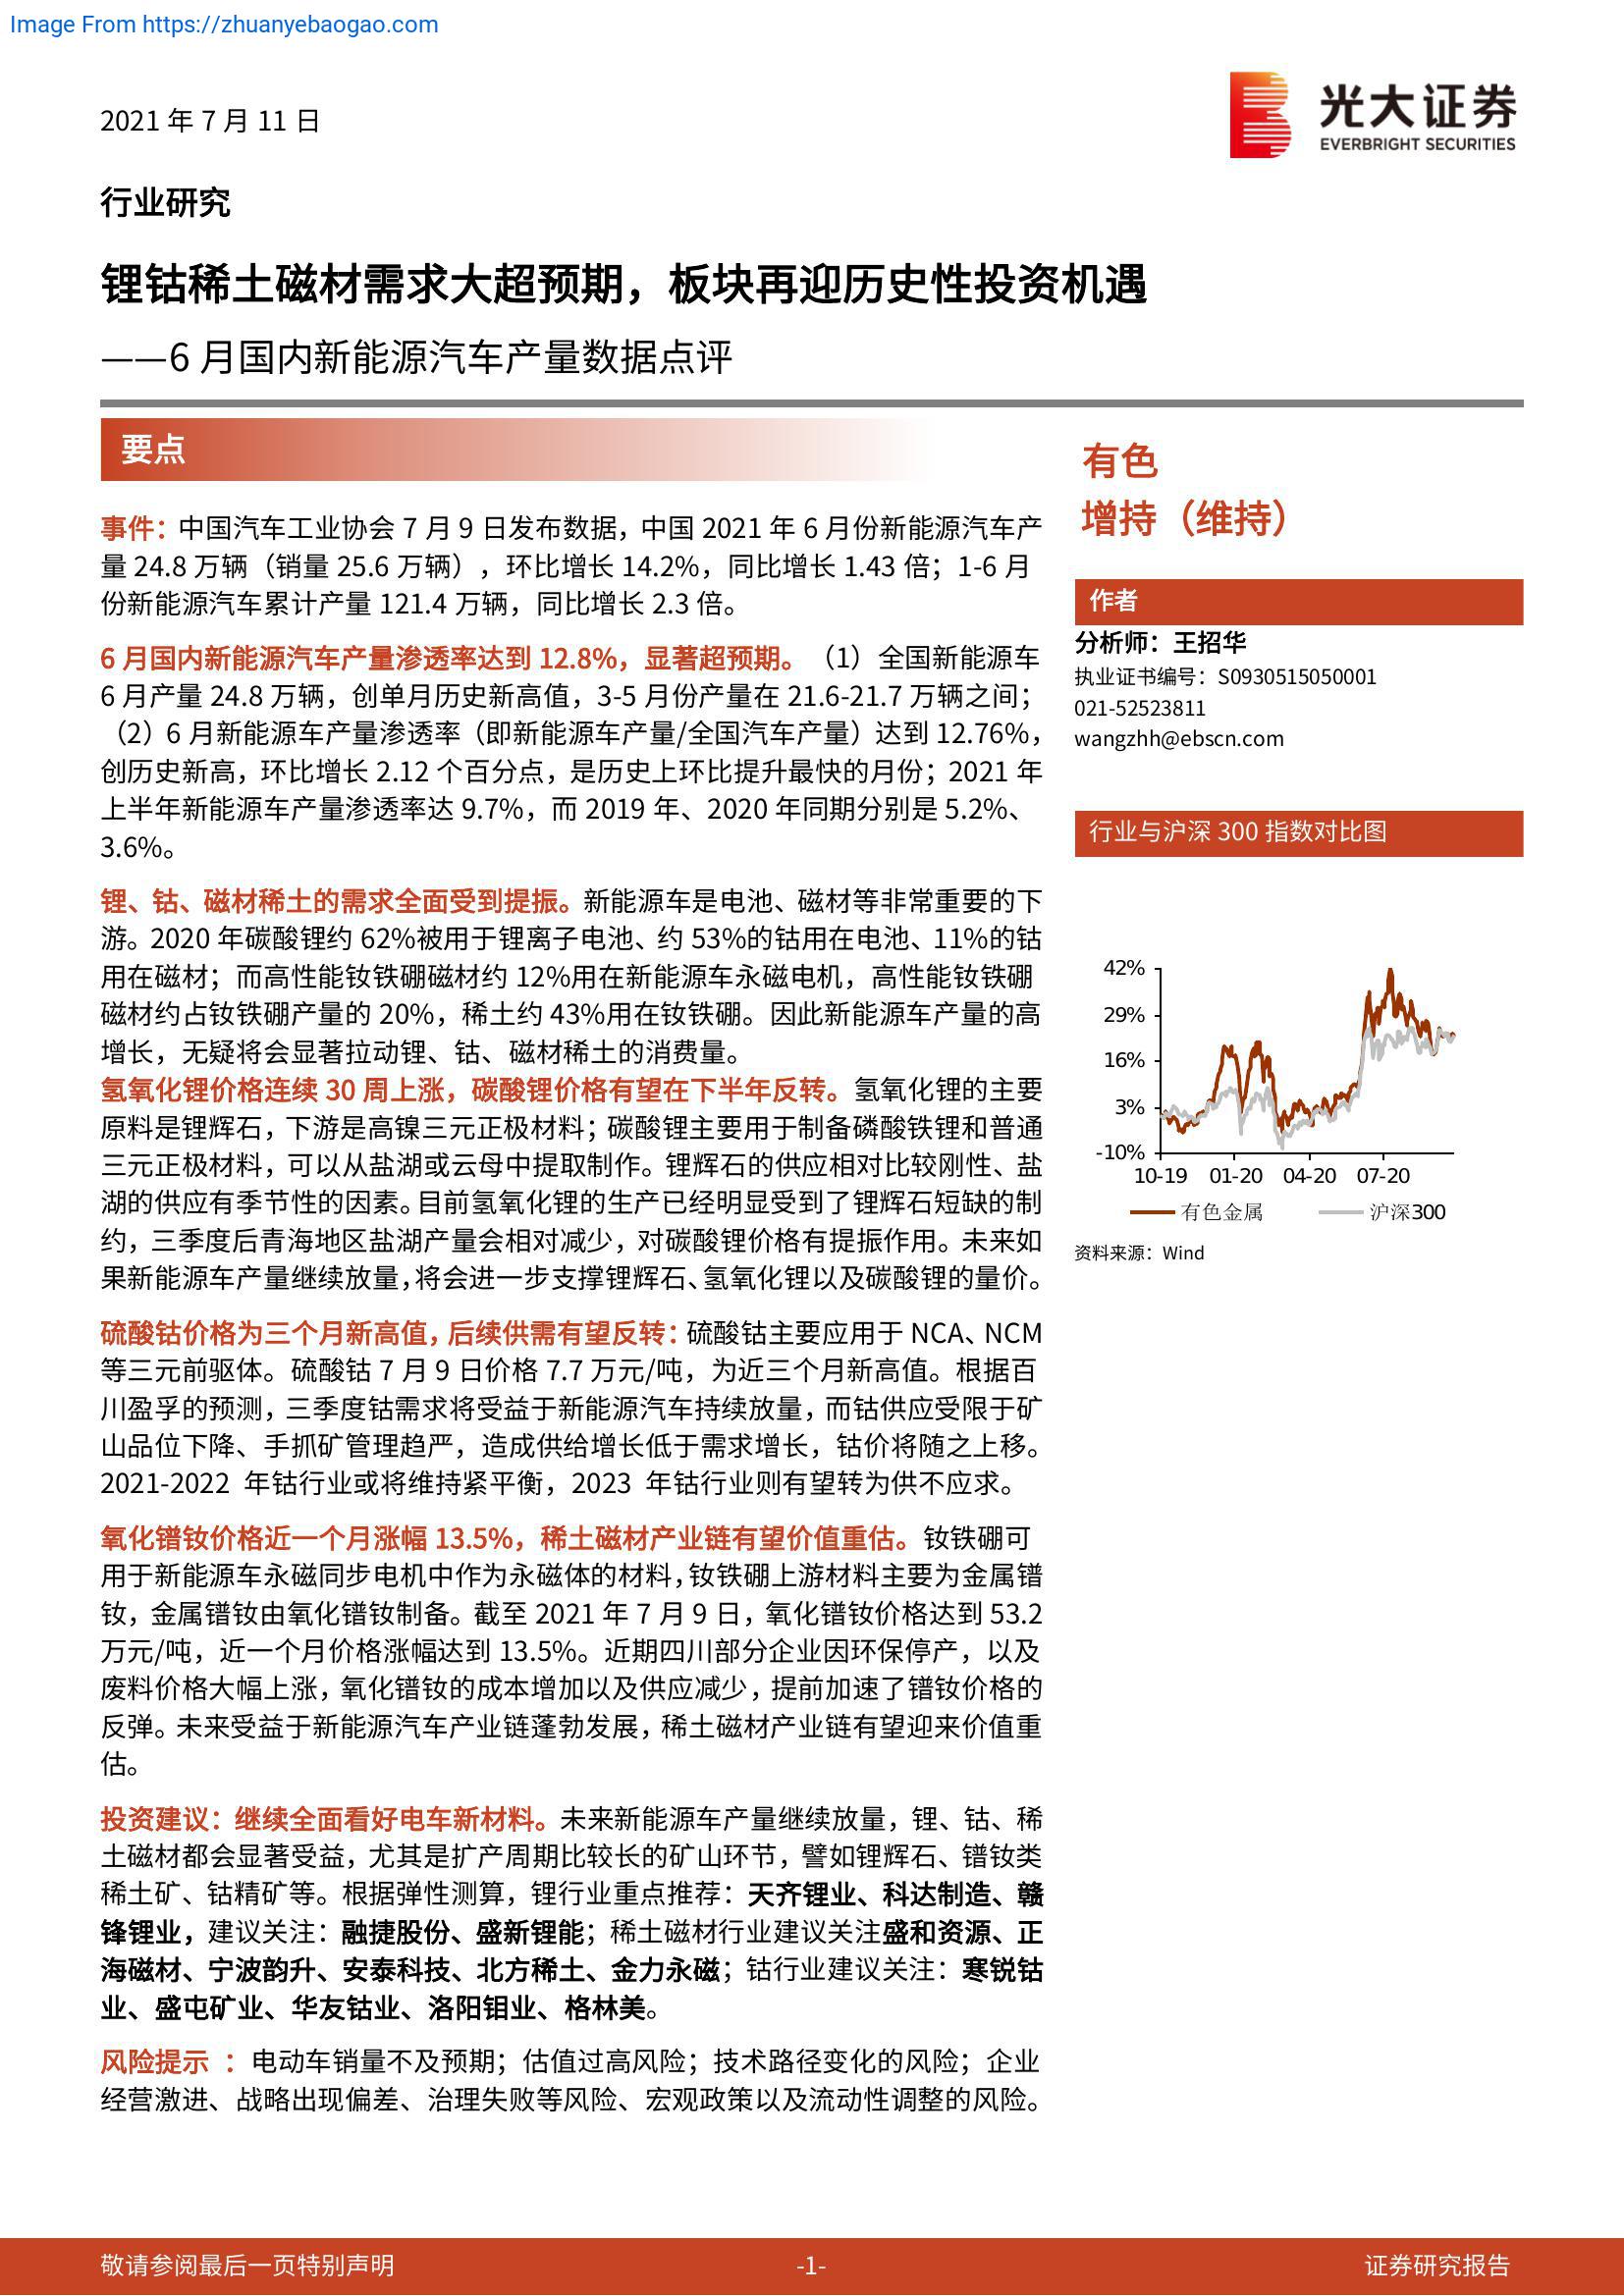 Image From https://zhuanyebaogao.com
2021 年 7 月 11 日
光大证券
EVERBRIGHT SECURITIES
行业研究
锂钴稀土磁材需求大超预期，板块再迎历史性投资机遇
——6 月国内新能源汽车产量数据点评
要点
事件：中国汽车工业协会 7 月 9 日发布数据，中国 2021 年 6 月份新能源汽车产
量 24.8 万辆（销量 25.6 万辆），环比增长 14.2%，同比增长 1.43 倍；1-6 月
份新能源汽车累计产量 121.4 万辆，同比增长 2.3 倍。
6 月国内新能源汽车产量渗透率达到 12.8%，显著超预期。（1）全国新能源车
6 月产量 24.8 万辆，创单月历史新高值，3-5 月份产量在 21.6-21.7 万辆之间；
（2）6 月新能源车产量渗透率（即新能源车产量/全国汽车产量）达到 12.76%，
创历史新高，环比增长 2.12 个百分点，是历史上环比提升最快的月份；2021 年
上半年新能源车产量渗透率达 9.7%，而 2019 年、2020 年同期分别是 5.2%、
3.6%。
锂、钴、磁材稀土的需求全面受到提振。新能源车是电池、磁材等非常重要的下
游。2020 年碳酸锂约 62%被用于锂离子电池、约 53%的钴用在电池、11%的钴
用在磁材；而高性能钕铁硼磁材约 12%用在新能源车永磁电机，高性能钕铁硼
磁材约占钕铁硼产量的 20%，稀土约 43%用在钕铁硼。因此新能源车产量的高
增长，无疑将会显著拉动锂、钴、磁材稀土的消费量。
氢氧化锂价格连续 30 周上涨，碳酸锂价格有望在下半年反转。氢氧化锂的主要
原料是锂辉石，下游是高镍三元正极材料；碳酸锂主要用于制备磷酸铁锂和普通
三元正极材料，可以从盐湖或云母中提取制作。锂辉石的供应相对比较刚性、盐
湖的供应有季节性的因素。目前氢氧化锂的生产已经明显受到了锂辉石短缺的制
约，三季度后青海地区盐湖产量会相对减少，对碳酸锂价格有提振作用。未来如
果新能源车产量继续放量，将会进一步支撑锂辉石、氢氧化锂以及碳酸锂的量价。
硫酸钴价格为三个月新高值，后续供需有望反转：硫酸钴主要应用于 NCA、NCM
等三元前驱体。硫酸钴 7 月 9 日价格 7.7 万元/吨，为近三个月新高值。根据百
川盈孚的预测，三季度钴需求将受益于新能源汽车持续放量，而钴供应受限于矿
山品位下降、手抓矿管理趋严，造成供给增长低于需求增长，钴价将随之上移。
2021-2022 年钴行业或将维持紧平衡，2023 年钴行业则有望转为供不应求。
氧化镨钕价格近一个月涨幅 13.5%，稀土磁材产业链有望价值重估。钕铁硼可
用于新能源车永磁同步电机中作为永磁体的材料，钕铁硼上游材料主要为金属镨
钕，金属镨钕由氧化镨钕制备。截至 2021 年 7 月 9 日，氧化镨钕价格达到 53.2
万元/吨，近一个月价格涨幅达到 13.5%。近期四川部分企业因环保停产，以及
废料价格大幅上涨，氧化镨钕的成本增加以及供应减少，提前加速了镨钕价格的
反弹。未来受益于新能源汽车产业链蓬勃发展，稀土磁材产业链有望迎来价值重
估。
投资建议：继续全面看好电车新材料。未来新能源车产量继续放量，锂、钴、稀
土磁材都会显著受益，尤其是扩产周期比较长的矿山环节，譬如锂辉石、镨钕类
稀土矿、钴精矿等。根据弹性测算，锂行业重点推荐：天齐锂业、科达制造、赣
锋锂业，建议关注：融捷股份、盛新锂能；稀土磁材行业建议关注盛和资源、正
海磁材、宁波韵升、安泰科技、北方稀土、金力永磁；钴行业建议关注：寒锐钴
业、盛屯矿业、华友钴业、洛阳钼业、格林美。
风险提示 ：电动车销量不及预期；估值过高风险；技术路径变化的风险；企业
经营激进、战略出现偏差、治理失败等风险、宏观政策以及流动性调整的风险。
有色
增持（维持）
作者
分析师：王招华
执业证书编号：S0930515050001
021-52523811
wangzhh@ebscn.com
行业与沪深 300 指数对比图
42%
29%
16%
3%
-10%
10-19 01-20 04-20 07-20
有色金属 沪深300
资料来源：Wind
敬请参阅最后一页特别声明 -1- 证券研究报告